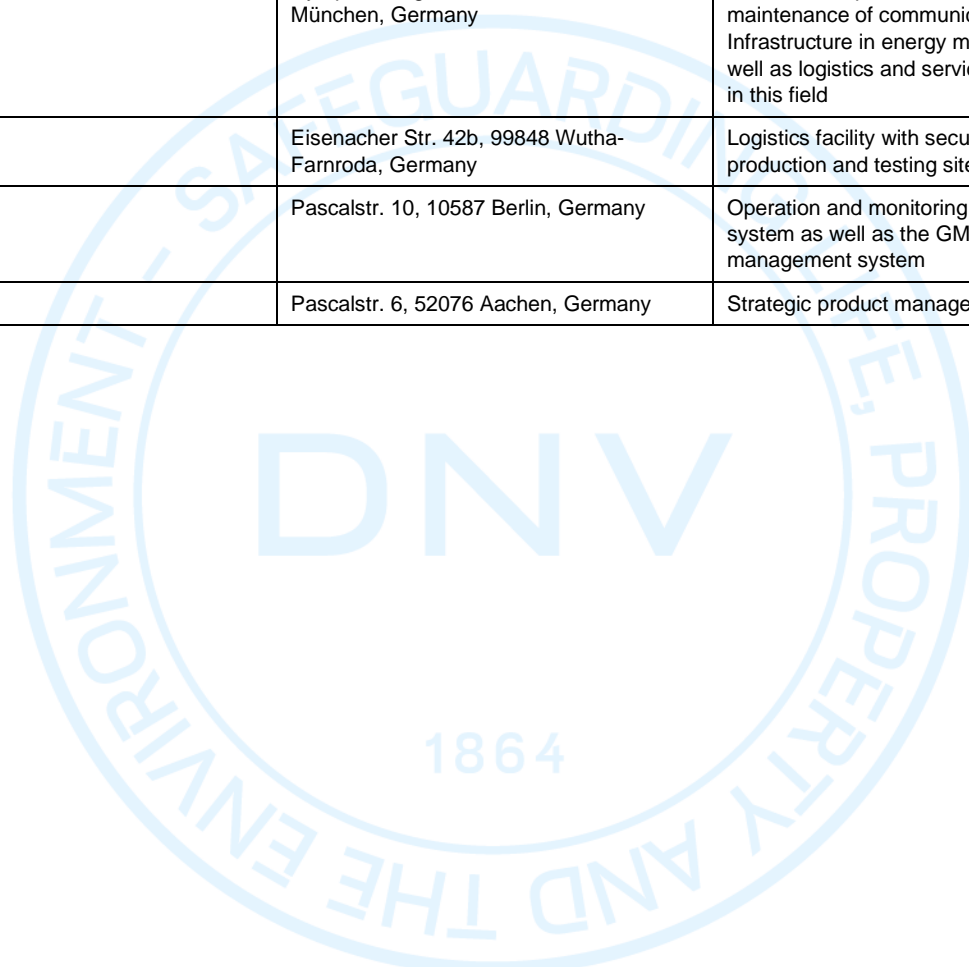 München, Germany
maintenance of communic
Infrastructure in energy m
well as logistics and servic
in this field
Eisenacher Str. 42b, 99848 Wutha-
Farnroda, Germany
Logistics facility with secu
production and testing site
Pascalstr. 10, 10587 Berlin, Germany
Operation and monitoring
system as well as the GM
management system
Pascalstr. 6, 52076 Aachen, Germany
Strategic product manage
SAFEGUARDING LIFE, PROPERTY AND THE ENVIRONMENT –
DNV
1864